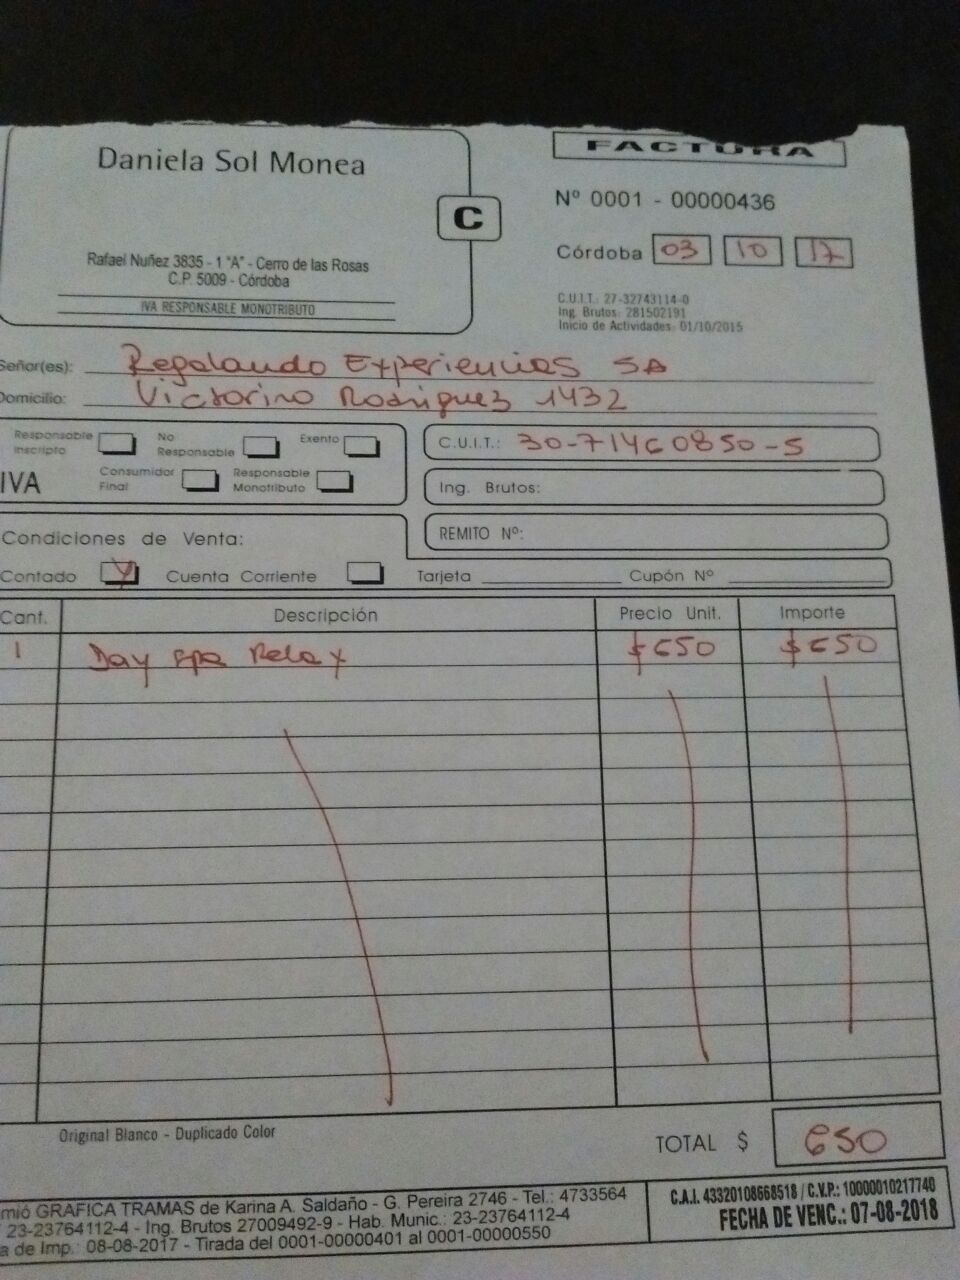 FACTURA
Daniela Sol Monea
C
Nº 0001 - 00000436
Córdoba 03 10 17
Rafael Nuñez 3835 - 1 "A" - Cerro de las Rosas
C.P. 5009 - Córdoba
IVA RESPONSABLE MONOTRIBUTO
C.U.I.T.: 27-32743114-0
Ing. Brutos: 281502191
Inicio de Actividades: 01/10/2015
Señor(es): Regalando Experiencias SA
Domicilio: Victorino Rodriguez 1432
IVA
Responsable Inscripto
No Responsable
Exento
Consumidor Final
Responsable Monotributo
C.U.I.T.: 30-71460850-5
Ing. Brutos:
REMITO Nº:
Condiciones de Venta:
Contado Cuenta Corriente Tarjeta Cupón Nº
Cant. Descripción Precio Unit. Importe
1 Day spa Relax $650 $650
Original Blanco - Duplicado Color
TOTAL $ 650
mió GRAFICA TRAMAS de Karina A. Saldaño - G. Pereira 2746 - Tel.: 4733564
23-23764112-4 - Ing. Brutos 27009492-9 - Hab. Munic.: 23-23764112-4
a de Imp.: 08-08-2017 - Tirada del 0001-00000401 al 0001-00000550
C.A.I. 43320108668518 / C.V.P.: 10000010217740
FECHA DE VENC.: 07-08-2018